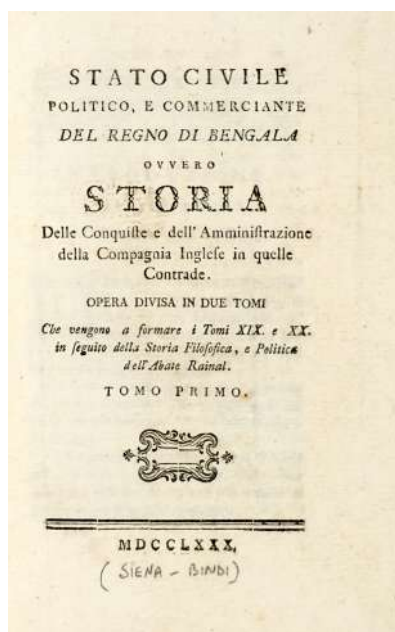 STATO CIVILE
POLITICO, E COMMERCIANTE
DEL REGNO DI BENGALA
OVVERO
STORIA
Delle Conquiſte e dell' Amminiſtrazione
della Compagnia Ingleſe in quelle
Contrade.
OPERA DIVISA IN DUE TOMI
Che vengono a formare i Tomi XIX. e XX.
in ſeguito della Storia Filoſofica, e Politica
dell'Abate Rainal.
TOMO PRIMO.
MDCCLXXX.
(SIENA - BINDI)